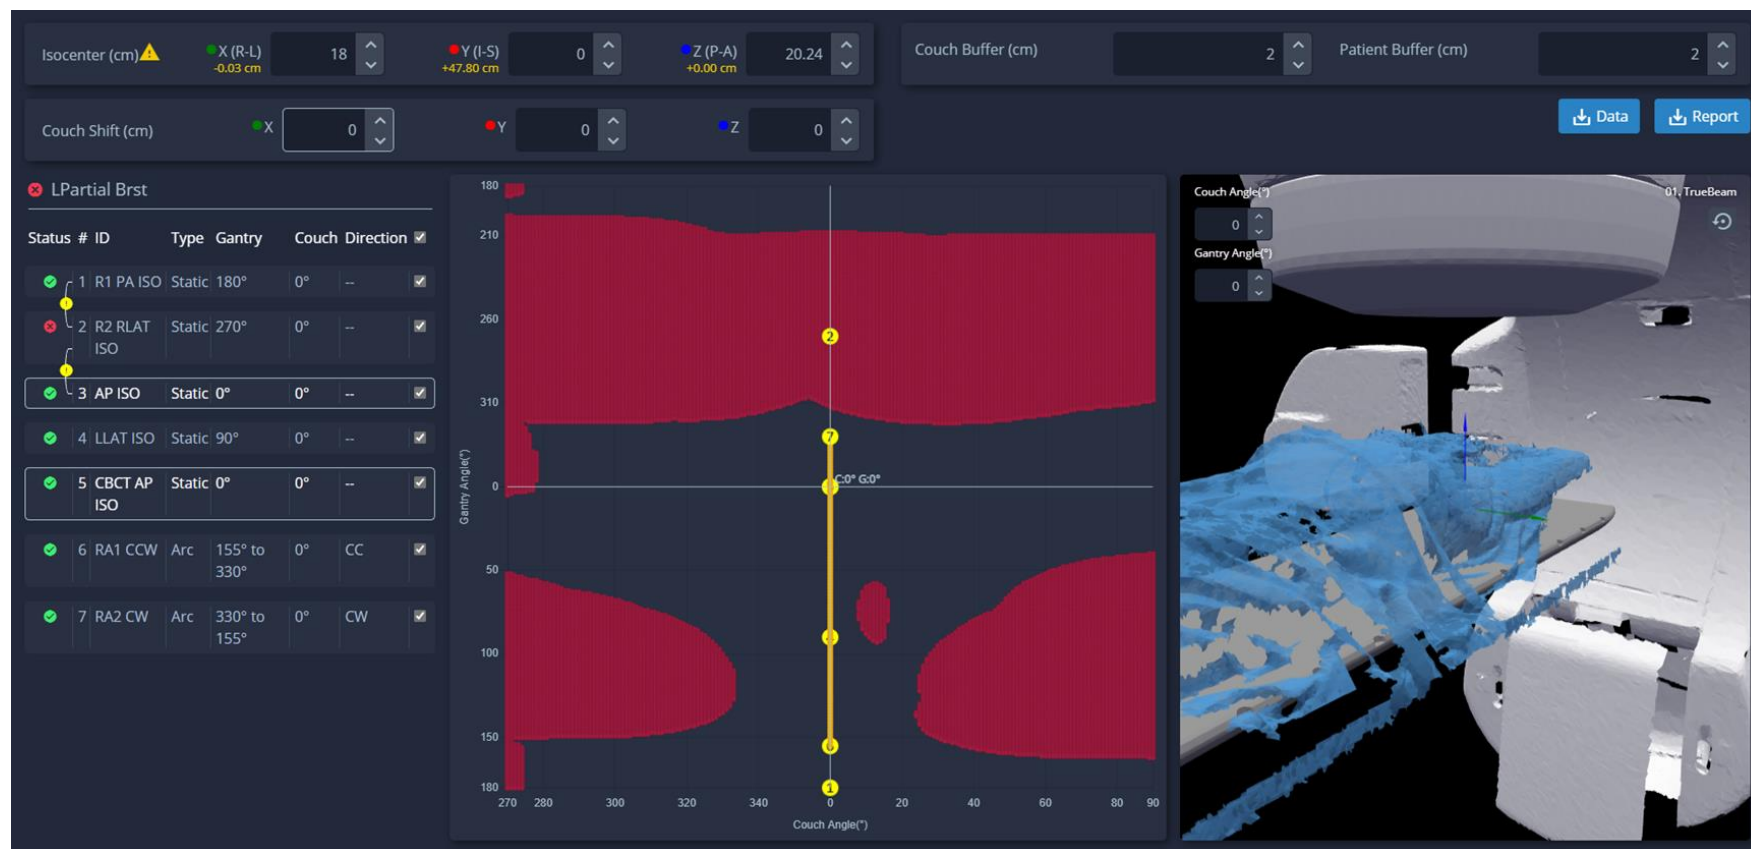 Isocenter (cm) X (R-L) 18 Y (I-S) 0 Z (P-A) 20.24 Couch Buffer (cm) 2 Patient Buffer (cm) 2
-0.03 cm +47.80 cm +0.00 cm
Couch Shift (cm) X 0 Y 0 Z 0 Data Report
LPartial Brst
Status # ID Type Gantry Couch Direction
1 R1 PA ISO Static 180° 0° --
2 R2 RLAT Static 270° 0° --
ISO
3 AP ISO Static 0° 0° --
4 LLAT ISO Static 90° 0° --
5 CBCT AP Static 0° 0° --
ISO
6 RA1 CCW Arc 155° to 0° CC
330°
7 RA2 CW Arc 330° to 0° CW
155°
180
210
260
310
0
50
100
150
180
Gantry Angle(°)
2
7
C:0° G:0°
1
270 280 300 320 340 0 20 40 60 80 90
Couch Angle(°)
Couch Angle(°) 01. TrueBeam
0
Gantry Angle(°)
0